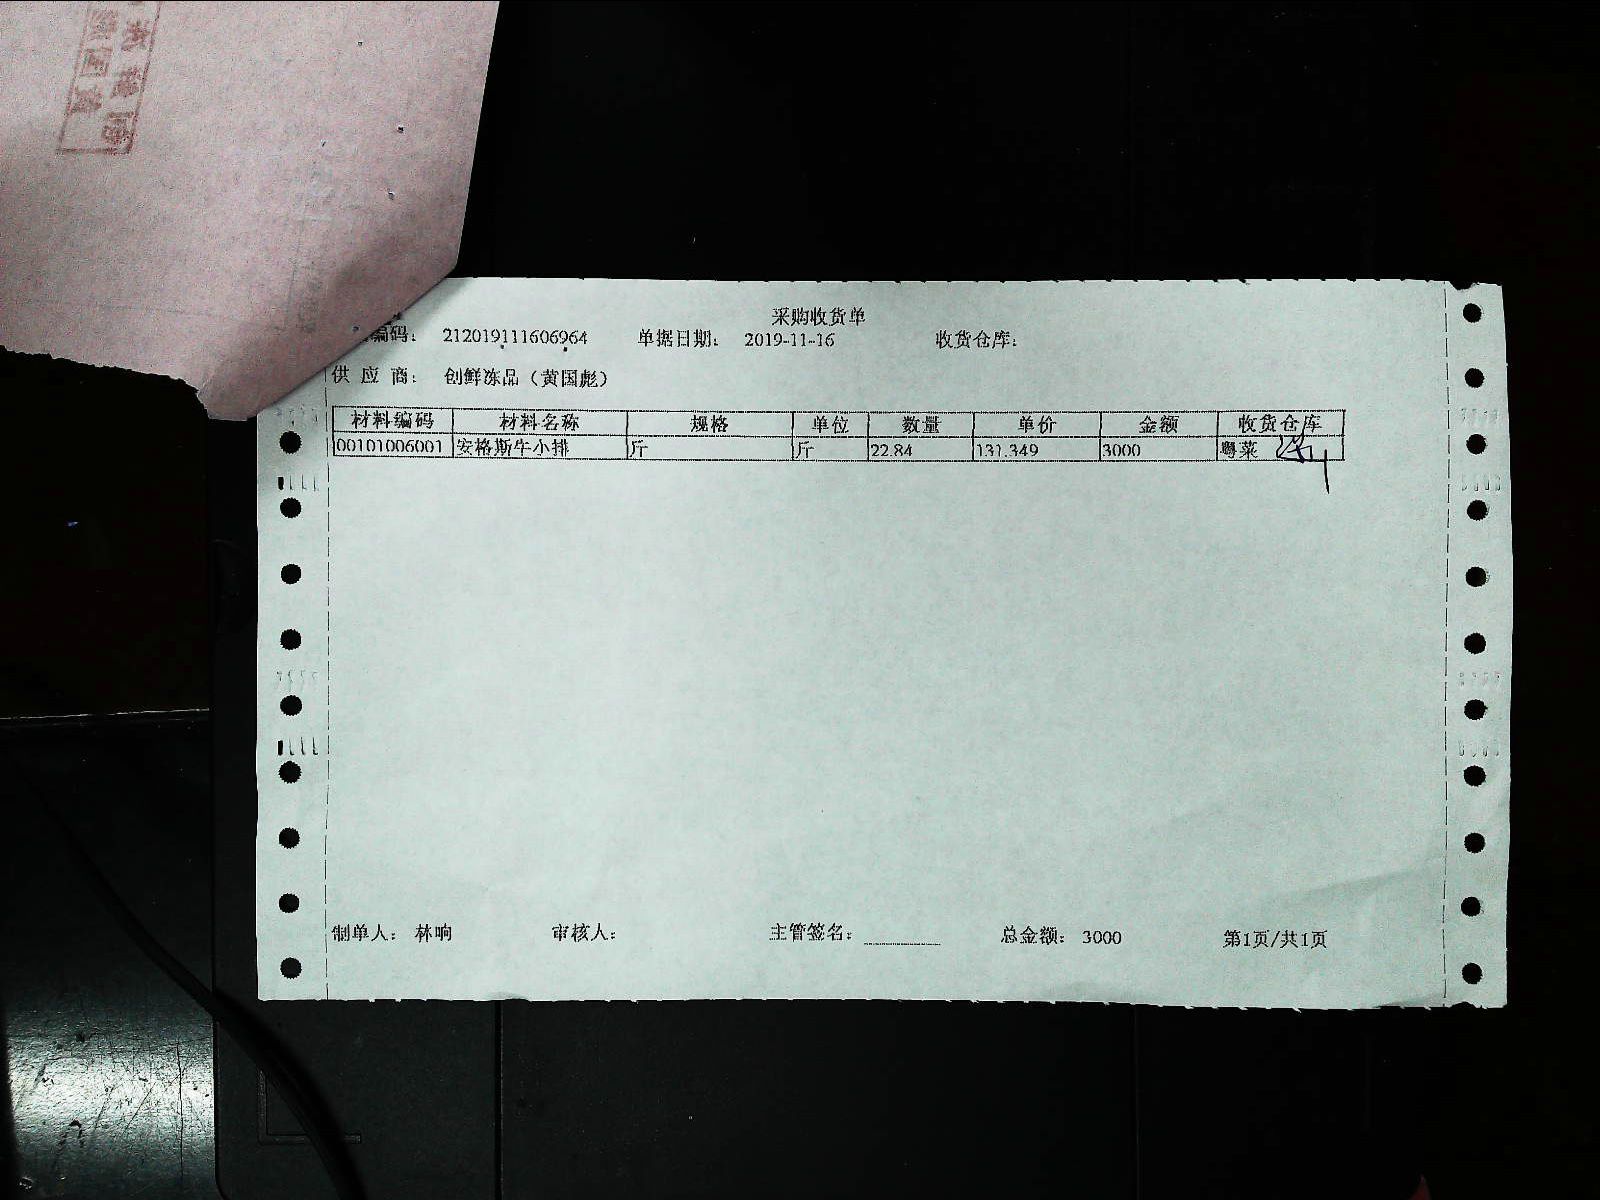 采购收货单
编码： 212019111606964 单据日期： 2019-11-16 收货仓库：
供 应 商： 创鲜冻品（黄国彪）
材料编码 材料名称 规格 单位 数量 单价 金额 收货仓库
00101006001 安格斯牛小排 斤 斤 22.84 131.349 3000 粤菜
制单人： 林响 审核人： 主管签名： 总金额： 3000 第1页/共1页